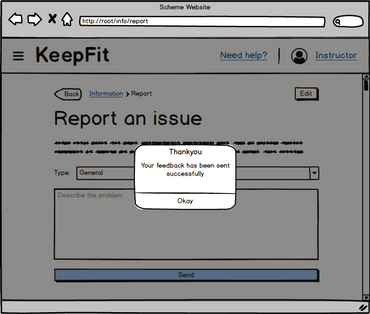 Scheme Website
http://root/info/report
KeepFit
Need help?
Instructor
Back
Information
Report
Edit
Report an issue
Thankyou
Your feedback has been sent
successfully
Okay
Type:
General
Describe the problem
Send